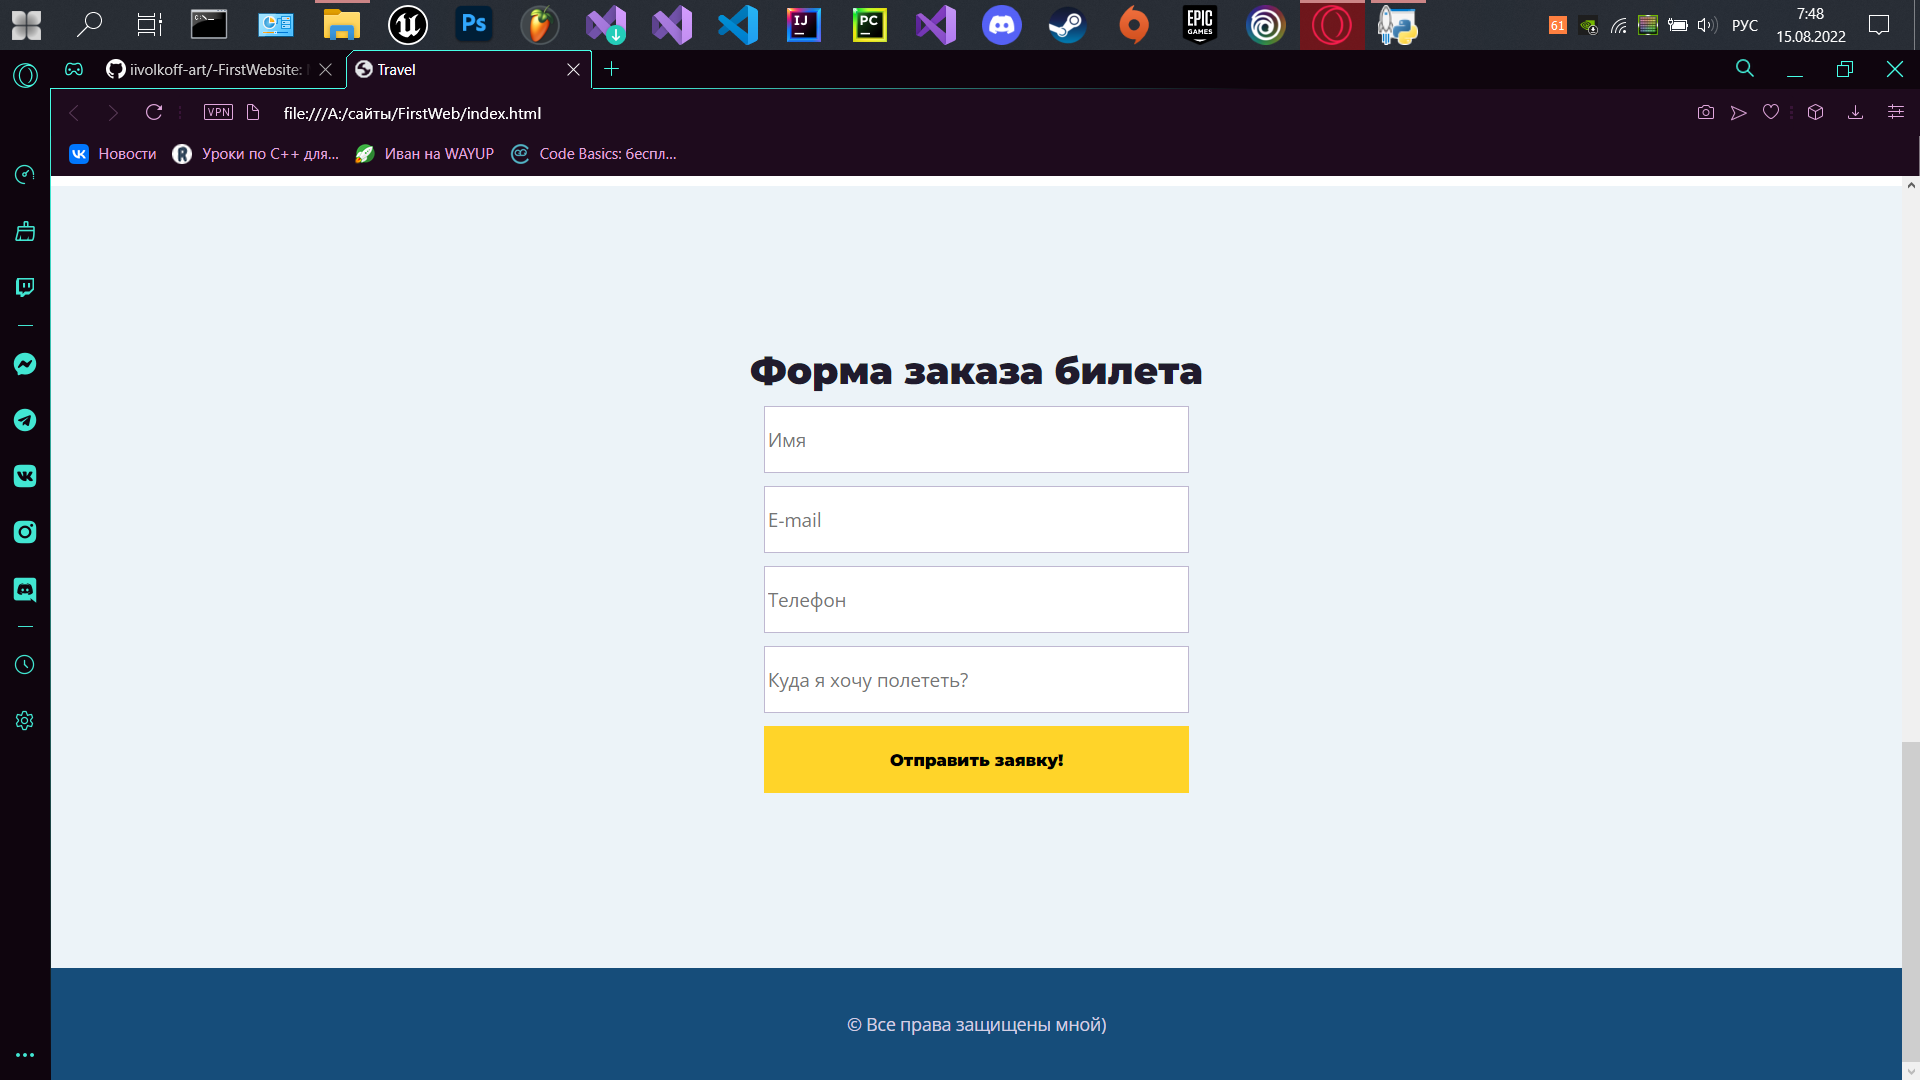 C:\_
Ps
IJ
PC
EPIC
GAMES
61
РУС
7:48
15.08.2022
iivolkoff-art/-FirstWebsite:
Travel
VPN
file:///A:/сайты/FirstWeb/index.html
Новости
Уроки по C++ для...
Иван на WAYUP
Code Basics: беспл...
Форма заказа билета
Имя
E-mail
Телефон
Куда я хочу полететь?
Отправить заявку!
© Все права защищены мной)